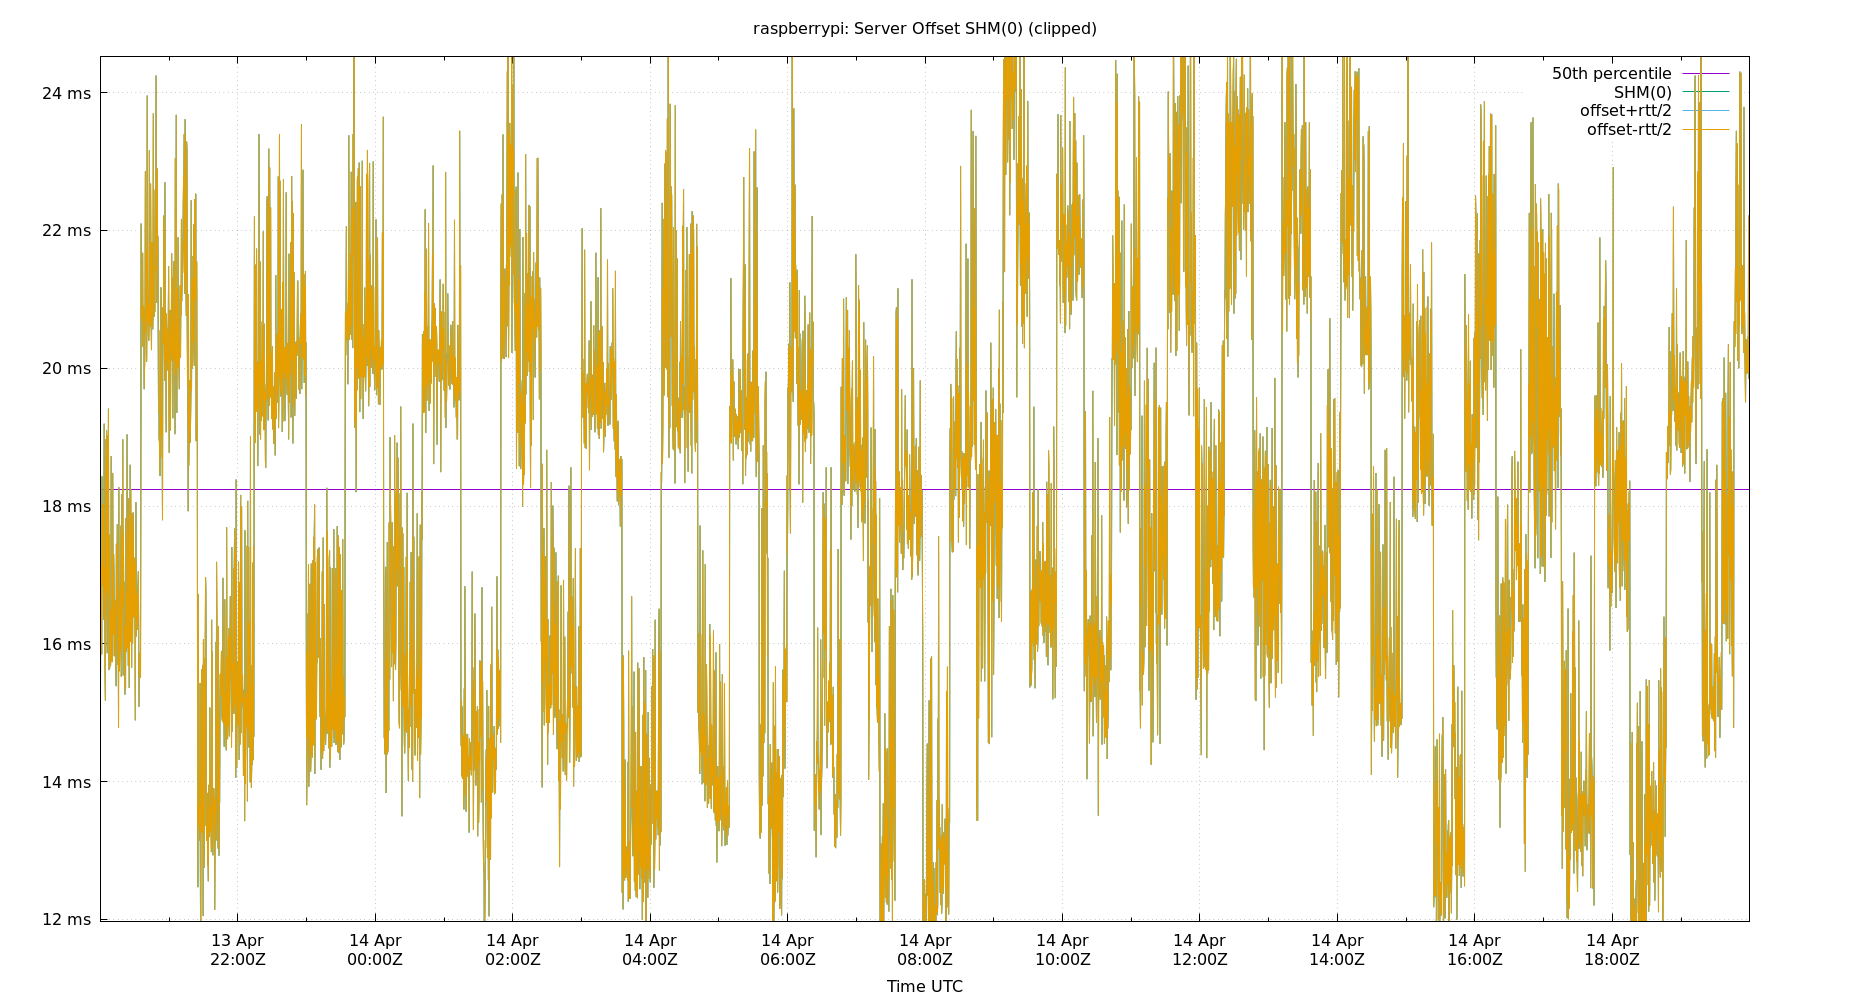 raspberrypi: Server Offset SHM(0) (clipped)
50th percentile
SHM(0)
offset+rtt/2
offset-rtt/2
24 ms
22 ms
20 ms
18 ms
16 ms
14 ms
12 ms
13 Apr 14 Apr 14 Apr 14 Apr 14 Apr 14 Apr 14 Apr 14 Apr 14 Apr 14 Apr 14 Apr
22:00Z 00:00Z 02:00Z 04:00Z 06:00Z 08:00Z 10:00Z 12:00Z 14:00Z 16:00Z 18:00Z
Time UTC